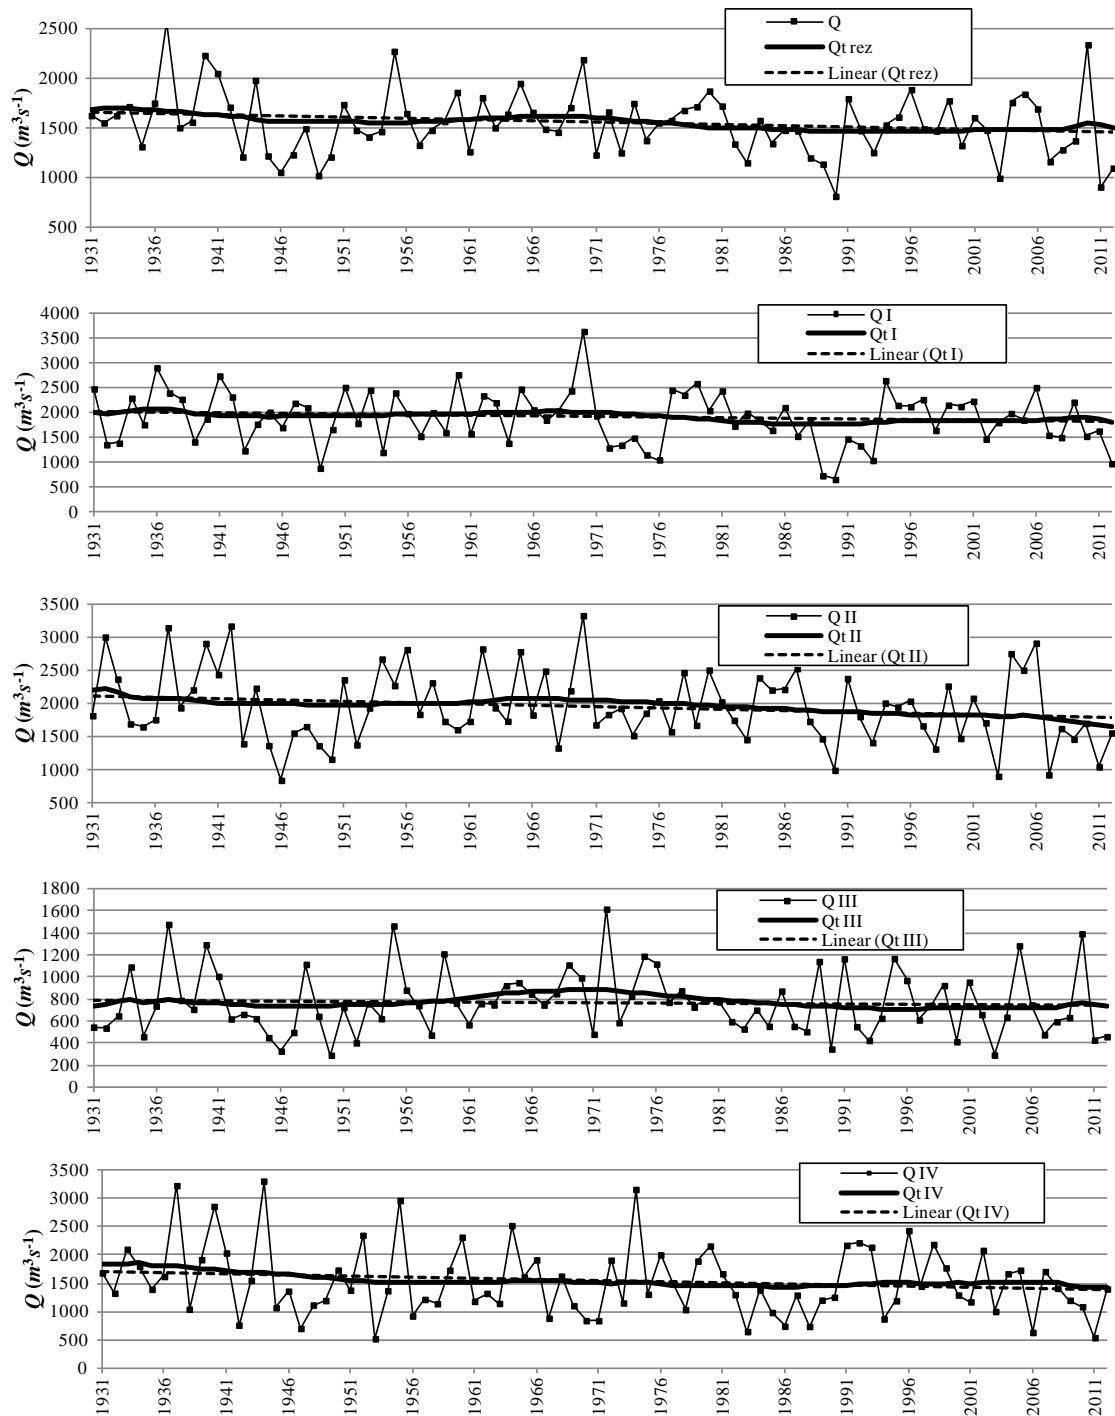 2500
2000
1500
1000
500
Q (m³s⁻¹)
Q
Qt rez
Linear (Qt rez)
1931 1936 1941 1946 1951 1956 1961 1966 1971 1976 1981 1986 1991 1996 2001 2006 2011
4000
3500
3000
2500
2000
1500
1000
500
0
Q (m³s⁻¹)
Q I
Qt I
Linear (Qt I)
1931 1936 1941 1946 1951 1956 1961 1966 1971 1976 1981 1986 1991 1996 2001 2006 2011
3500
3000
2500
2000
1500
1000
500
Q (m³s⁻¹)
Q II
Qt II
Linear (Qt II)
1931 1936 1941 1946 1951 1956 1961 1966 1971 1976 1981 1986 1991 1996 2001 2006 2011
1800
1600
1400
1200
1000
800
600
400
200
0
Q (m³s⁻¹)
Q III
Qt III
Linear (Qt III)
1931 1936 1941 1946 1951 1956 1961 1966 1971 1976 1981 1986 1991 1996 2001 2006 2011
3500
3000
2500
2000
1500
1000
500
0
Q (m³s⁻¹)
Q IV
Qt IV
Linear (Qt IV)
1931 1936 1941 1946 1951 1956 1961 1966 1971 1976 1981 1986 1991 1996 2001 2006 2011